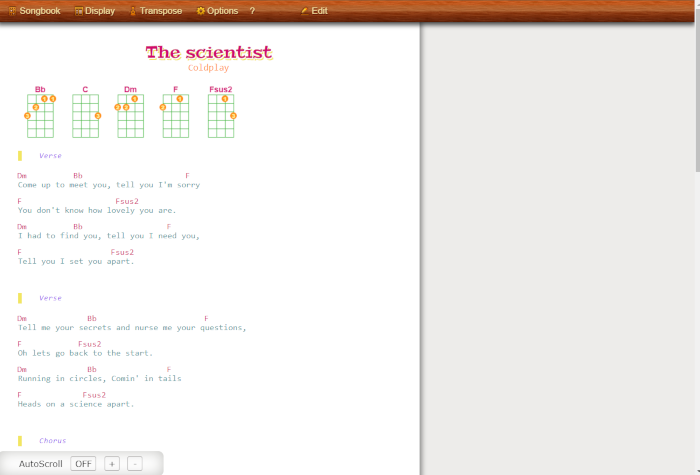 Songbook Display Transpose Options ? Edit
The scientist
Coldplay
Bb C Dm F Fsus2
Verse
Dm Bb F
Come up to meet you, tell you I'm sorry
F Fsus2
You don't know how lovely you are.
Dm Bb F
I had to find you, tell you I need you,
F Fsus2
Tell you I set you apart.
Verse
Dm Bb F
Tell me your secrets and nurse me your questions,
F Fsus2
Oh lets go back to the start.
Dm Bb F
Running in circles, Comin' in tails
F Fsus2
Heads on a science apart.
Chorus
AutoScroll OFF + -